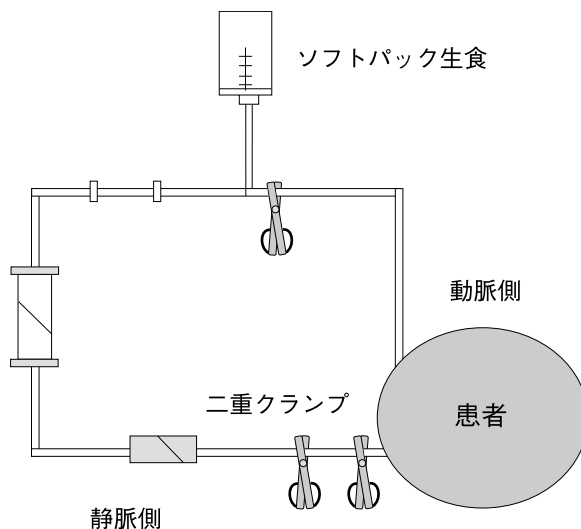 ソフトパック生食
動脈側
二重クランプ
患者
静脈側